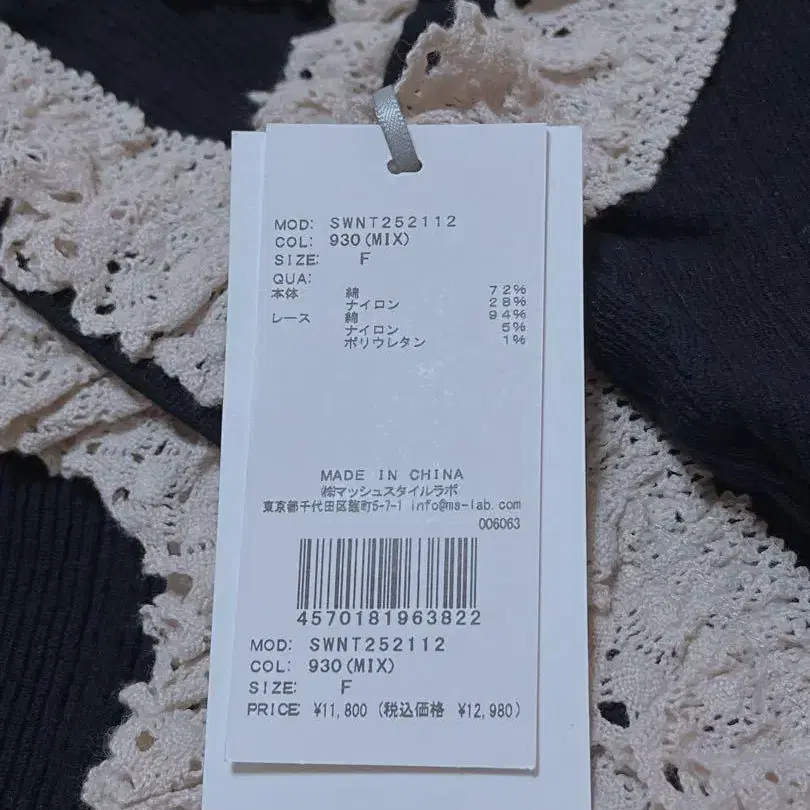 MOD: SWNT252112
COL: 930(MIX)
SIZE: F
QUA:
本体 綿 72%
ナイロン 28%
レース 綿 94%
ナイロン 5%
ポリウレタン 1%
MADE IN CHINA
㈱マッシュスタイルラボ
東京都千代田区麹町5-7-1 info@ms-lab.com
006063
4570181963822
MOD: SWNT252112
COL: 930(MIX)
SIZE: F
PRICE: ¥11,800 (税込価格 ¥12,980)